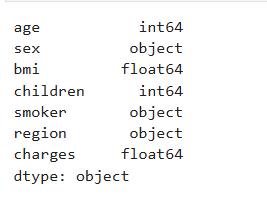 age int64
sex object
bmi float64
children int64
smoker object
region object
charges float64
dtype: object